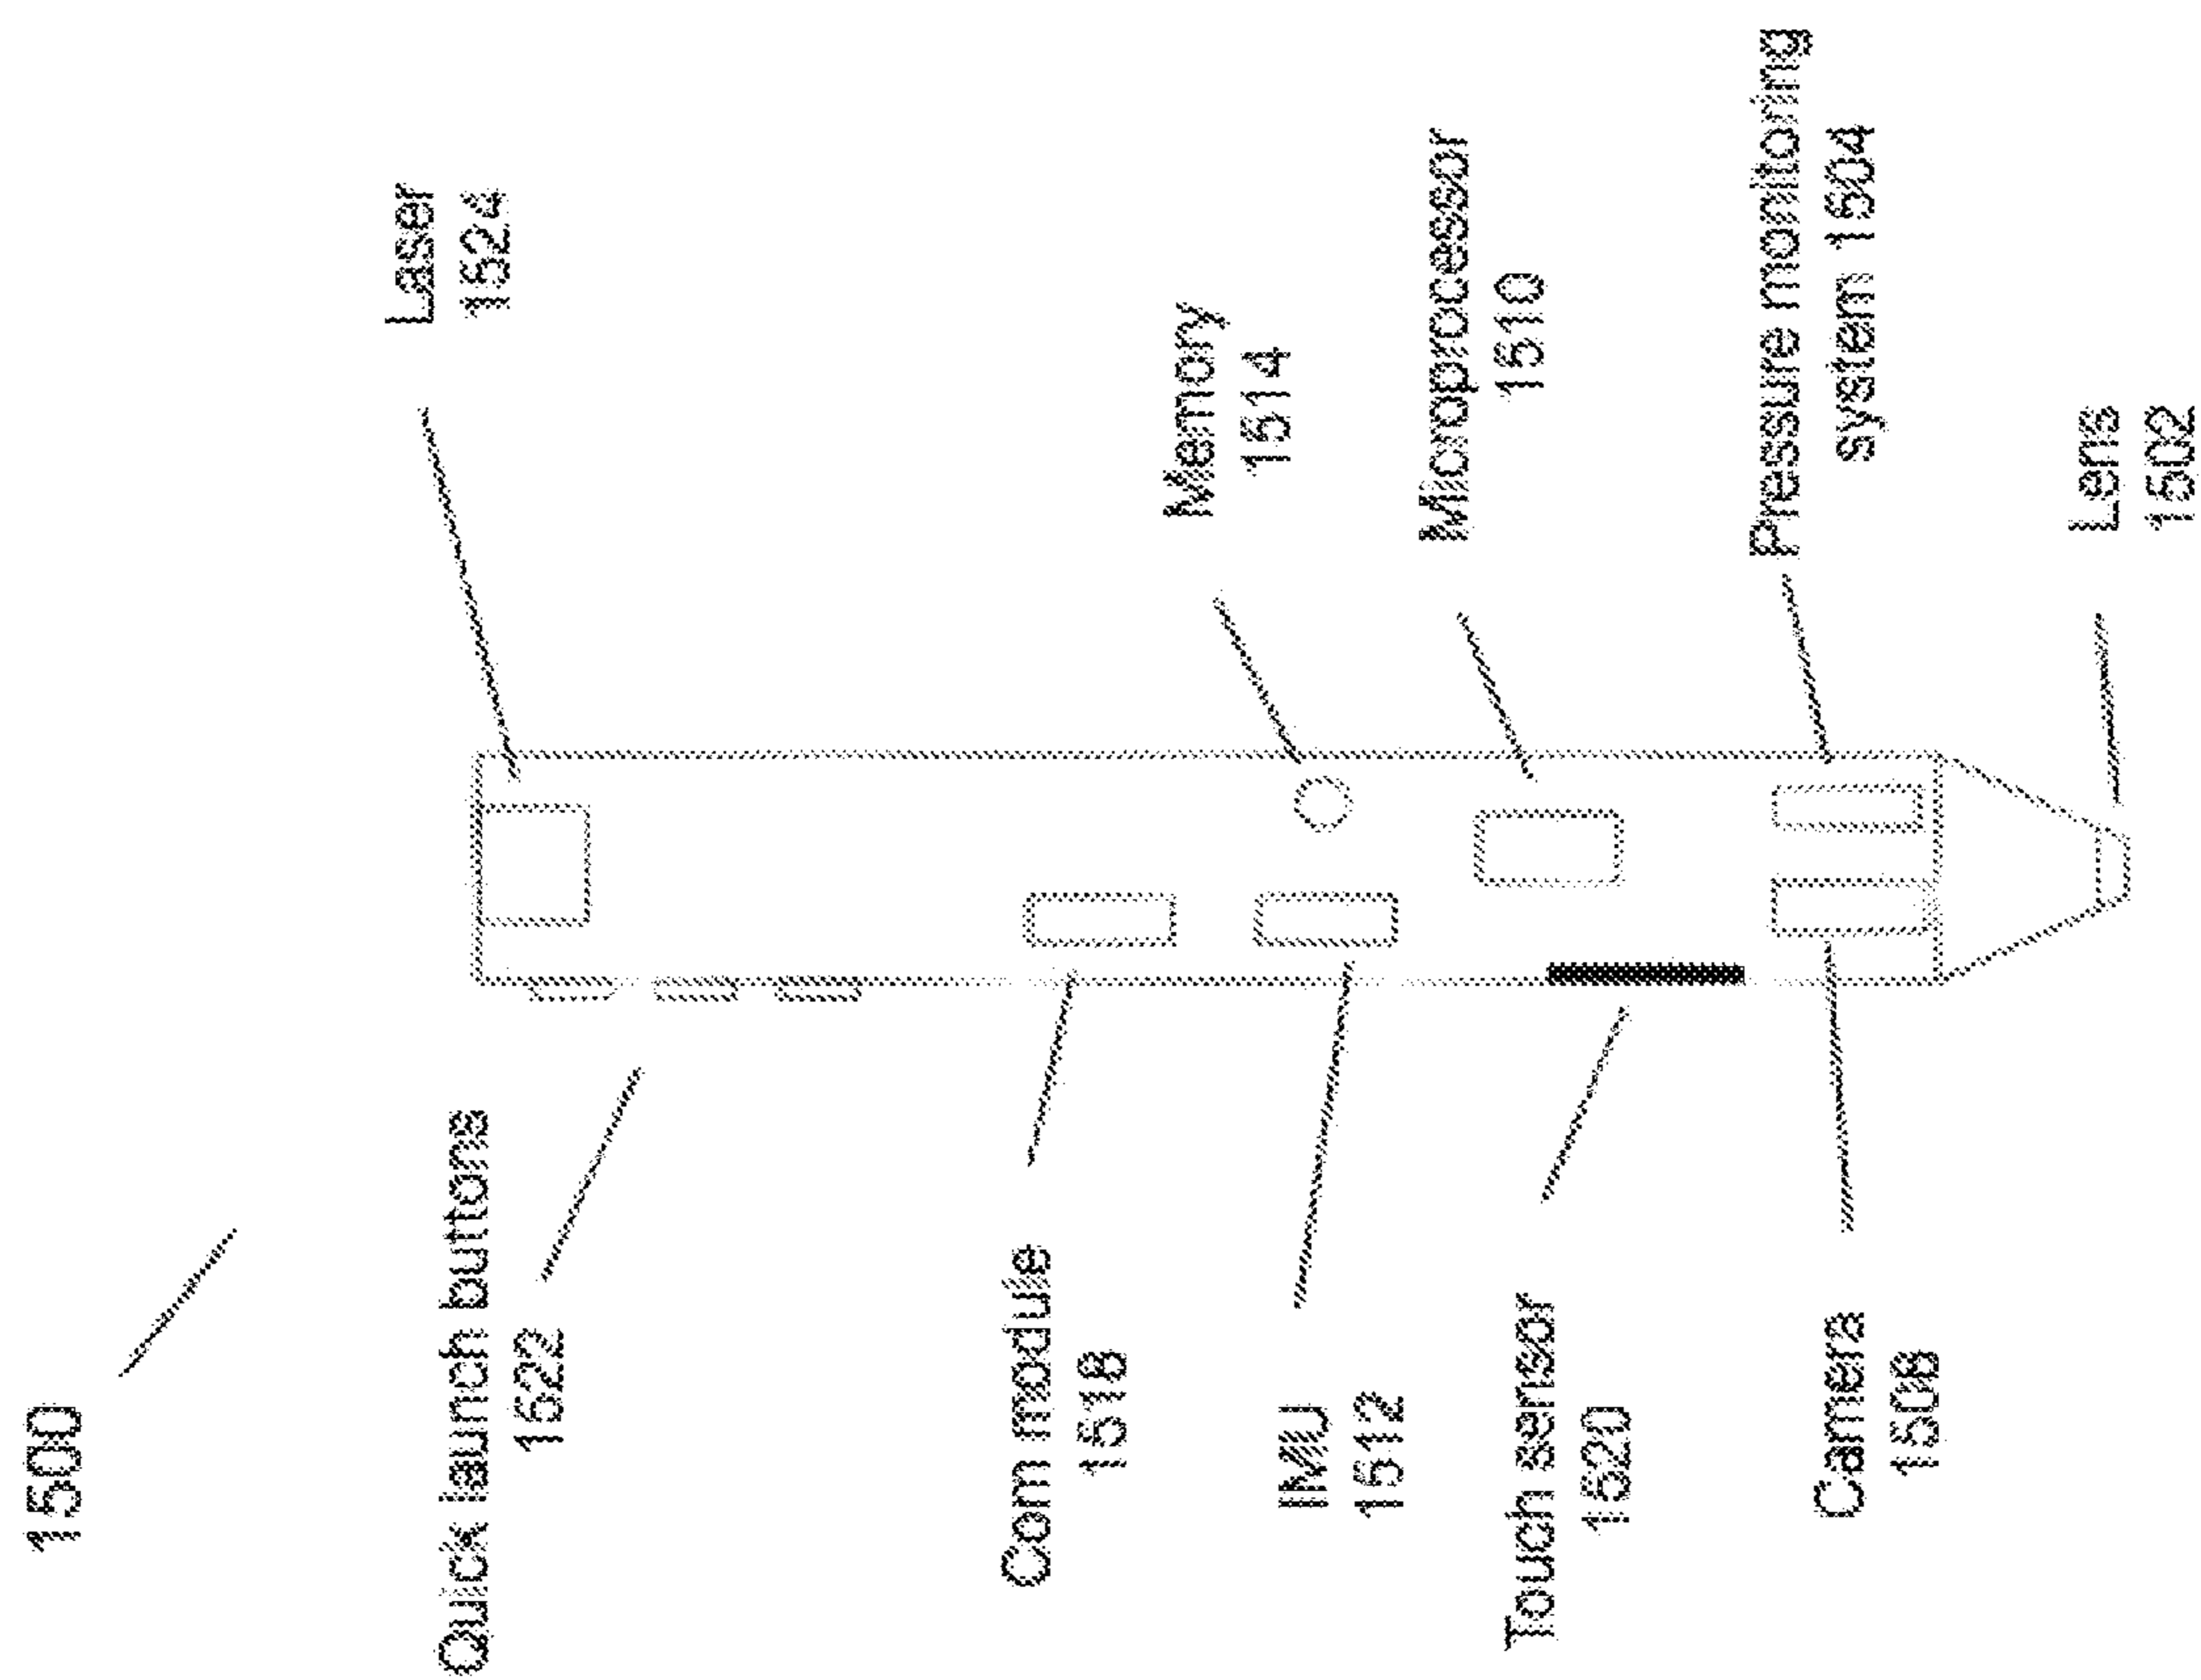 1500
Quick launch buttons
1522
Laser
1524
Com module
1518
Memory
1514
IMU
1512
Microprocessor
1510
Touch sensor
1520
Pressure monitoring
system 1504
Camera
1508
Lens
1502